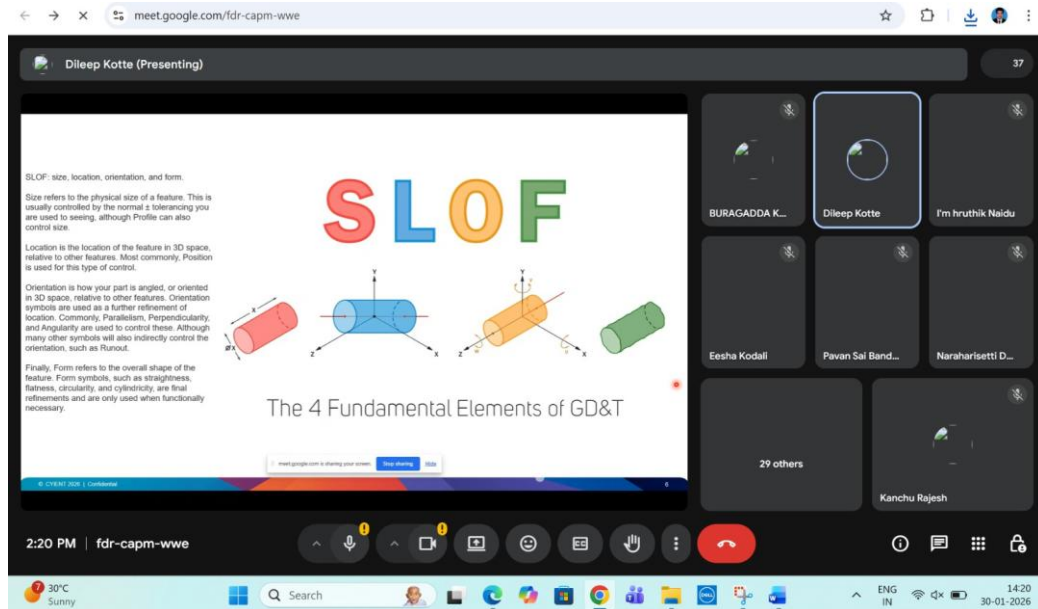 meet.google.com/fdr-capm-wwe
Dileep Kotte (Presenting)
37
SLOF: size, location, orientation, and form.
Size refers to the physical size of a feature. This is
usually controlled by the normal ± tolerancing you
are used to seeing, although Profile can also
control size.
Location is the location of the feature in 3D space,
relative to other features. Most commonly, Position
is used for this type of control.
Orientation is how your part is angled, or oriented
in 3D space, relative to other features. Orientation
symbols are used as a further refinement of
location. Commonly, Parallelism, Perpendicularity,
and Angularity are used to control these. Although
many other symbols will also indirectly control the
orientation, such as Runout.
Finally, Form refers to the overall shape of the
feature. Form symbols, such as straightness,
flatness, circularity, and cylindricity, are final
refinements and are only used when functionally
necessary.
SLOF
X
ØX
Y
Z
X
Y
Z
X
The 4 Fundamental Elements of GD&T
meet.google.com is sharing your screen.
Stop sharing
Hide
© CYIENT 2026 | Confidential
6
BURAGADDA K...
Dileep Kotte
I'm hruthik Naidu
Eesha Kodali
Pavan Sai Band...
Naraharisetti D...
29 others
Kanchu Rajesh
2:20 PM | fdr-capm-wwe
CC
7
30°C
Sunny
Search
DELL
ENG
IN
14:20
30-01-2026